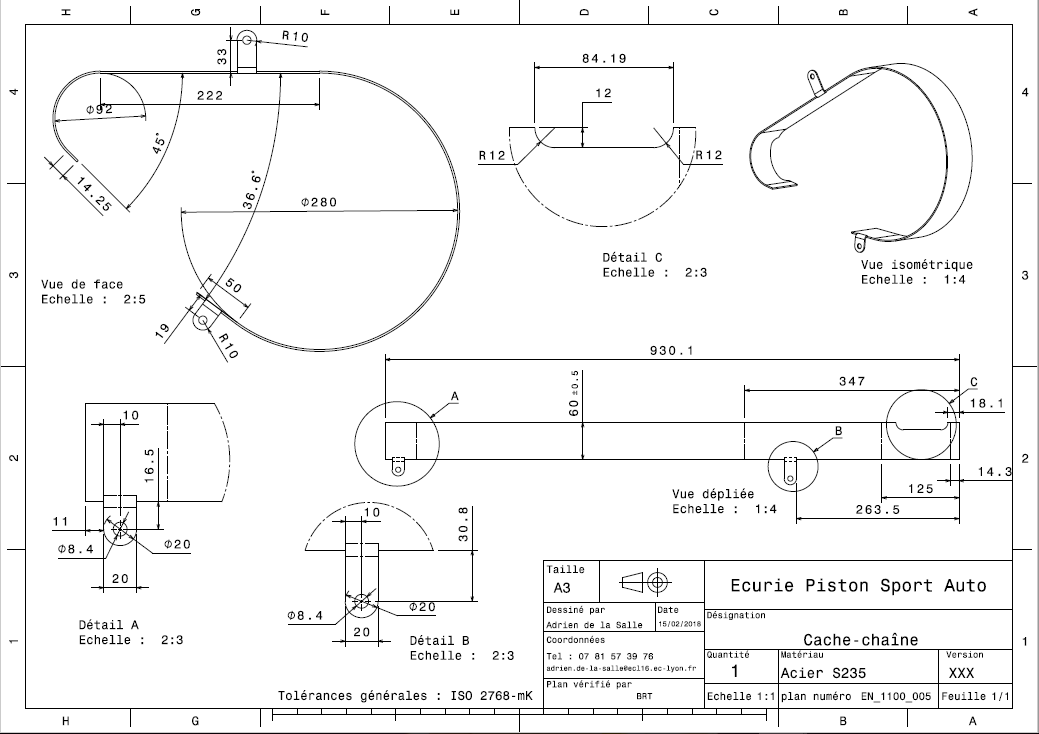 H G F E D C B A
4 4
3 3
2 2
1 1
33
R10
222
Φ92
45°
36.6°
14.25
Φ280
50
19
R10
Vue de face
Echelle : 2:5
84.19
12
R12
R12
Détail C
Echelle : 2:3
Vue isométrique
Echelle : 1:4
930.1
347
C
18.1
60±0.5
A
B
14.3
125
263.5
Vue dépliée
Echelle : 1:4
10
16.5
11
Φ8.4
Φ20
20
Détail A
Echelle : 2:3
10
30.8
Φ8.4
Φ20
20
Détail B
Echelle : 2:3
Tolérances générales : ISO 2768-mK
Taille
A3
Ecurie Piston Sport Auto
Dessiné par
Adrien de la Salle
Date
15/02/2018
Désignation
Cache-chaîne
Coordonnées
Tel : 07 81 57 39 76
adrien.de-la-salle@ecl16.ec-lyon.fr
Quantité
1
Matériau
Acier S235
Version
XXX
Plan vérifié par
BRT
Echelle 1:1
plan numéro EN_1100_005
Feuille 1/1
H G B A